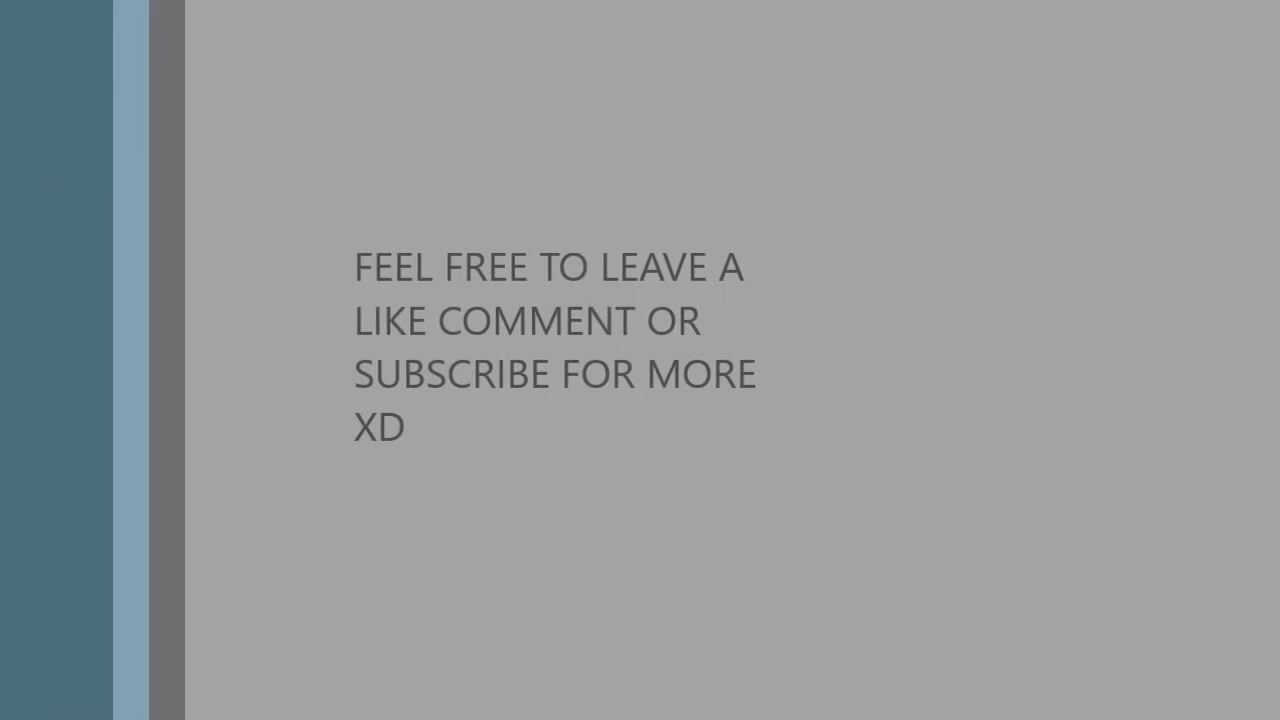 FEEL FREE TO LEAVE A
LIKE COMMENT OR
SUBSCRIBE FOR MORE
XD